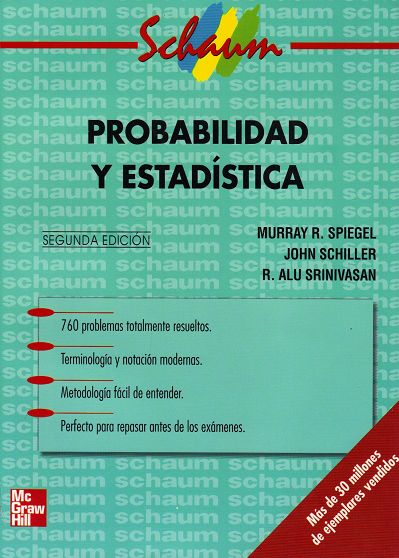 Schaum
PROBABILIDAD
Y ESTADÍSTICA
SEGUNDA EDICIÓN
MURRAY R. SPIEGEL
JOHN SCHILLER
R. ALU SRINIVASAN
760 problemas totalmente resueltos.
Terminología y notación modernas.
Metodología fácil de entender.
Perfecto para repasar antes de los exámenes.
Más de 30 millones
de ejemplares vendidos
Mc
Graw
Hill